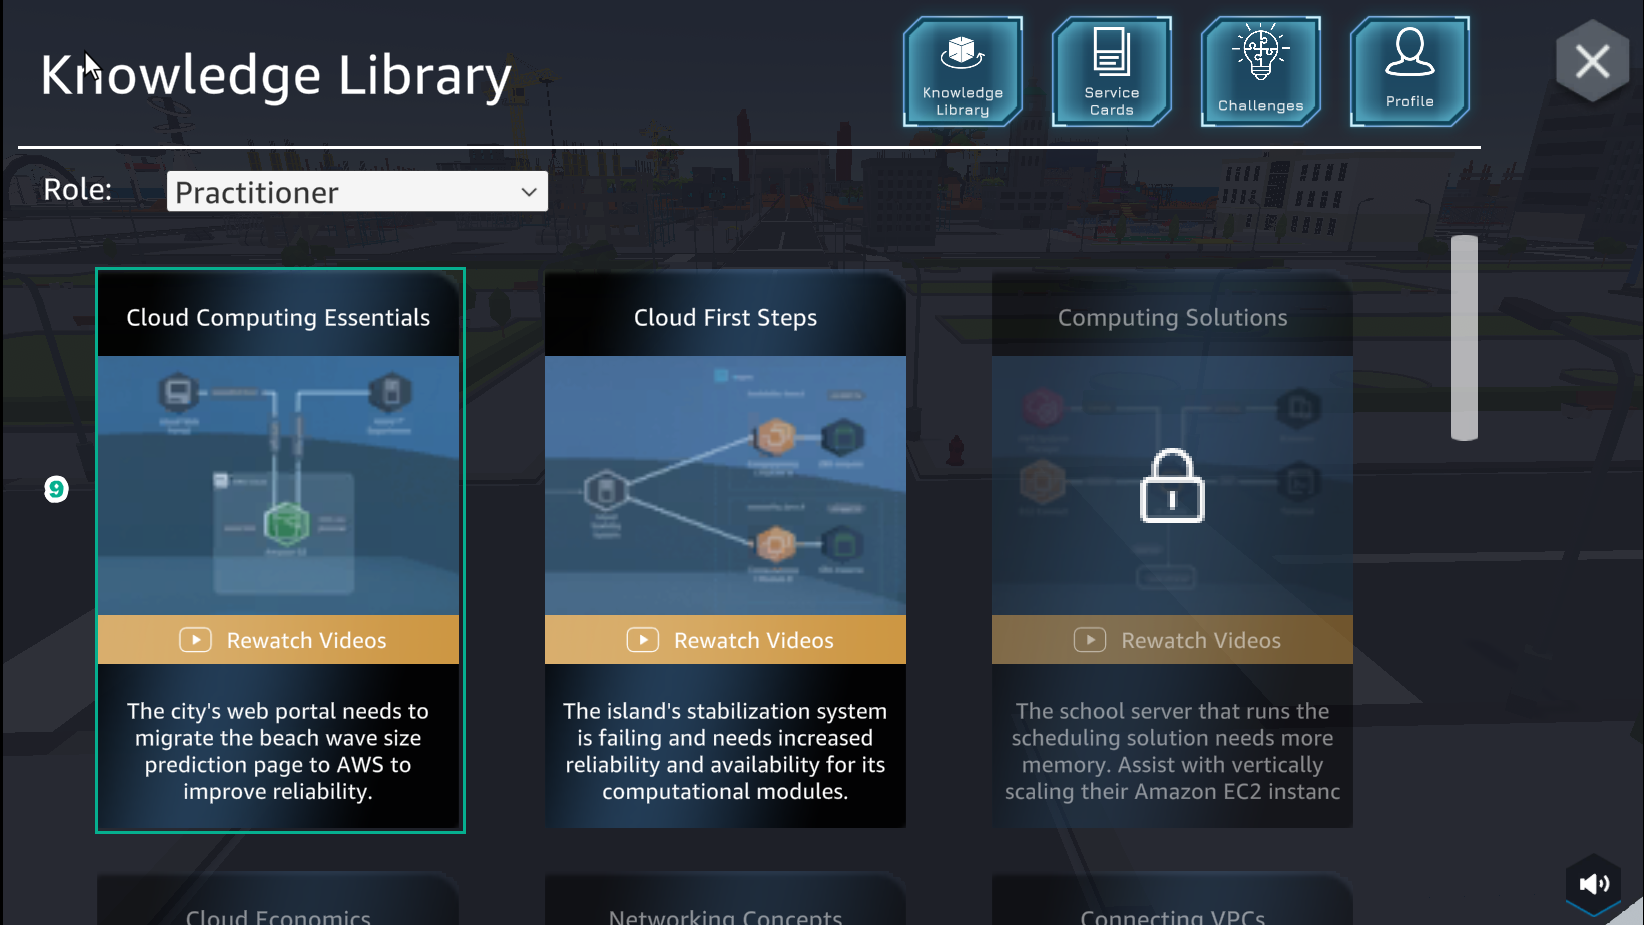 Knowledge Library
Knowledge
Library
Service
Cards
Challenges
Profile
Role:
Practitioner
Cloud Computing Essentials
Cloud First Steps
Computing Solutions
9
Rewatch Videos
Rewatch Videos
Rewatch Videos
The city's web portal needs to
migrate the beach wave size
prediction page to AWS to
improve reliability.
The island's stabilization system
is failing and needs increased
reliability and availability for its
computational modules.
The school server that runs the
scheduling solution needs more
memory. Assist with vertically
scaling their Amazon EC2 instanc
Cloud Economics
Networking Concepts
Connecting VPCs